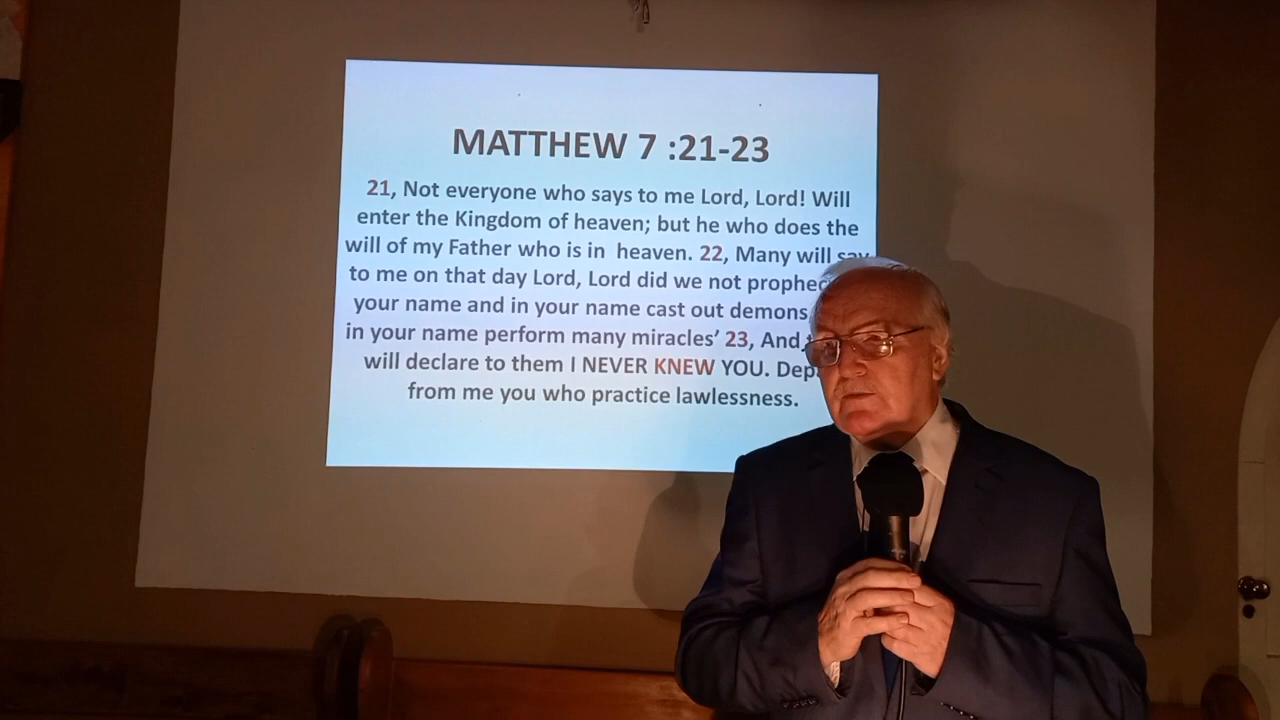 MATTHEW 7 :21-23
21, Not everyone who says to me Lord, Lord! Will
enter the Kingdom of heaven; but he who does the
will of my Father who is in  heaven. 22, Many will say
to me on that day Lord, Lord did we not
your name and in your name cast out demons
in your name perform many miracles’ 23, And
will declare to them I NEVER KNEW YOU.
from me you who practice lawlessness.